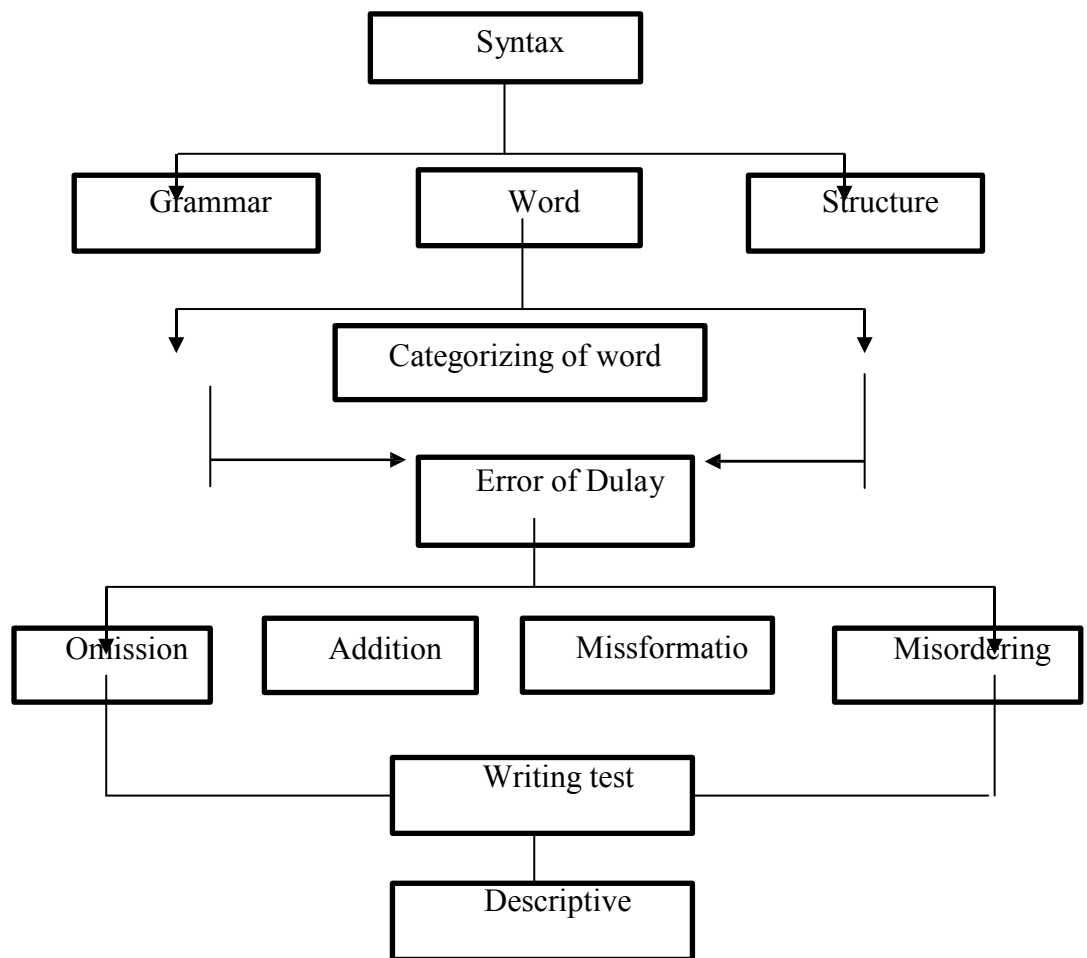 Syntax
Grammar
Word
Structure
Categorizing of word
Error of Dulay
Omission
Addition
Missformatio
Misordering
Writing test
Descriptive